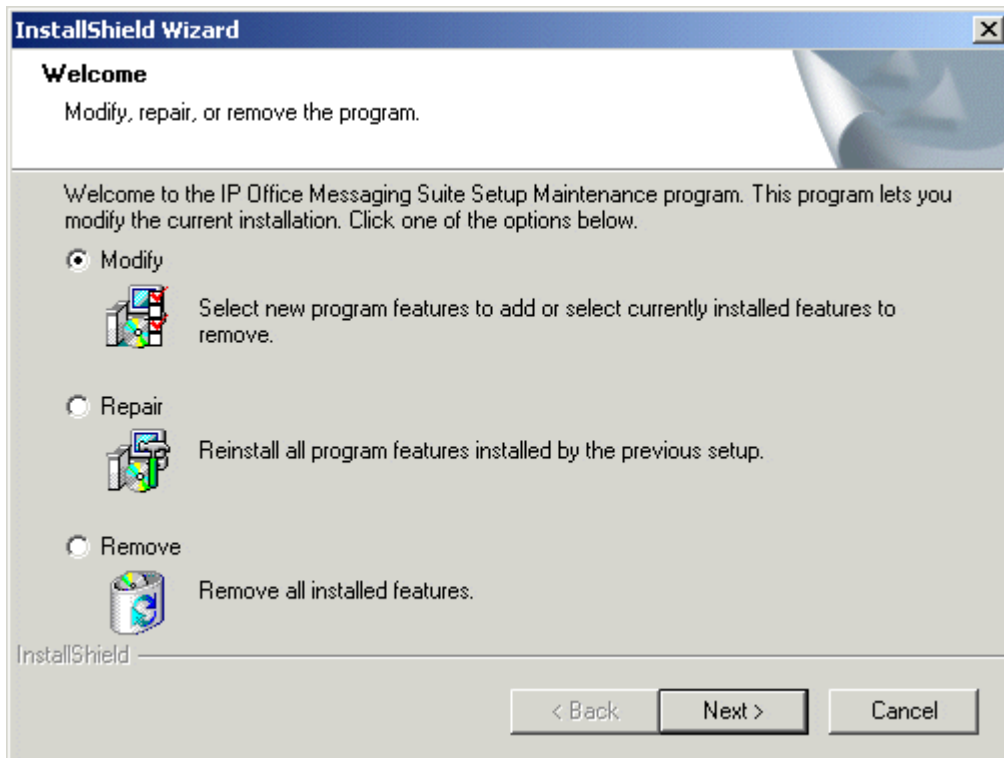 InstallShield Wizard
Welcome
Modify, repair, or remove the program.
Welcome to the IP Office Messaging Suite Setup Maintenance program. This program lets you
modify the current installation. Click one of the options below.
Modify
Select new program features to add or select currently installed features to
remove.
Repair
Reinstall all program features installed by the previous setup.
Remove
Remove all installed features.
InstallShield
< Back
Next >
Cancel